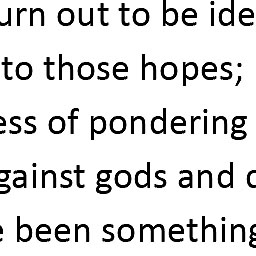 urn out to be ide
to those hopes;
ess of pondering
gainst gods and
been something